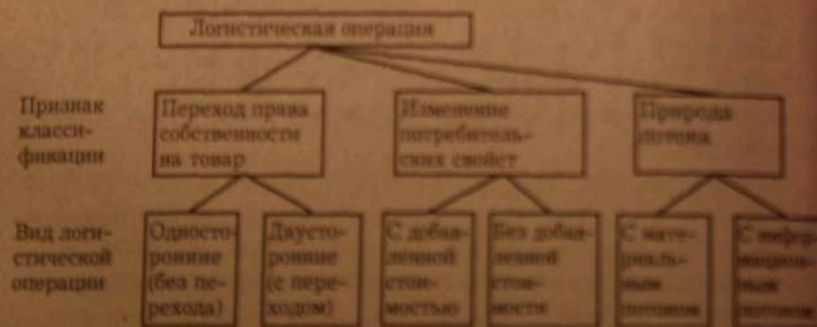 Логистическая операция
Признак
класси-
фикации
Переход права
собственности
на товар
Изменение
потребитель-
ских свойст
Природа
потока
Вид логи-
стической
операции
Односто-
ронние
(без пе-
рехода)
Двусто-
ронние
(с пере-
ходом)
С добав-
ленной
стои-
мостью
Без добав-
ленной
стои-
мости
С мате-
риаль-
ным
потоком
С инфор-
мацион-
ным
потоком